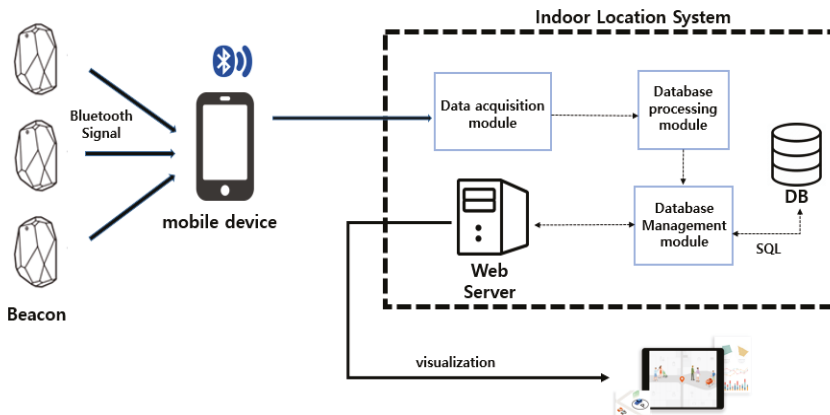 Indoor Location System
Bluetooth
Signal
mobile device
Beacon
Data acquisition
module
Database
processing
module
Database
Management
module
DB
SQL
Web
Server
visualization